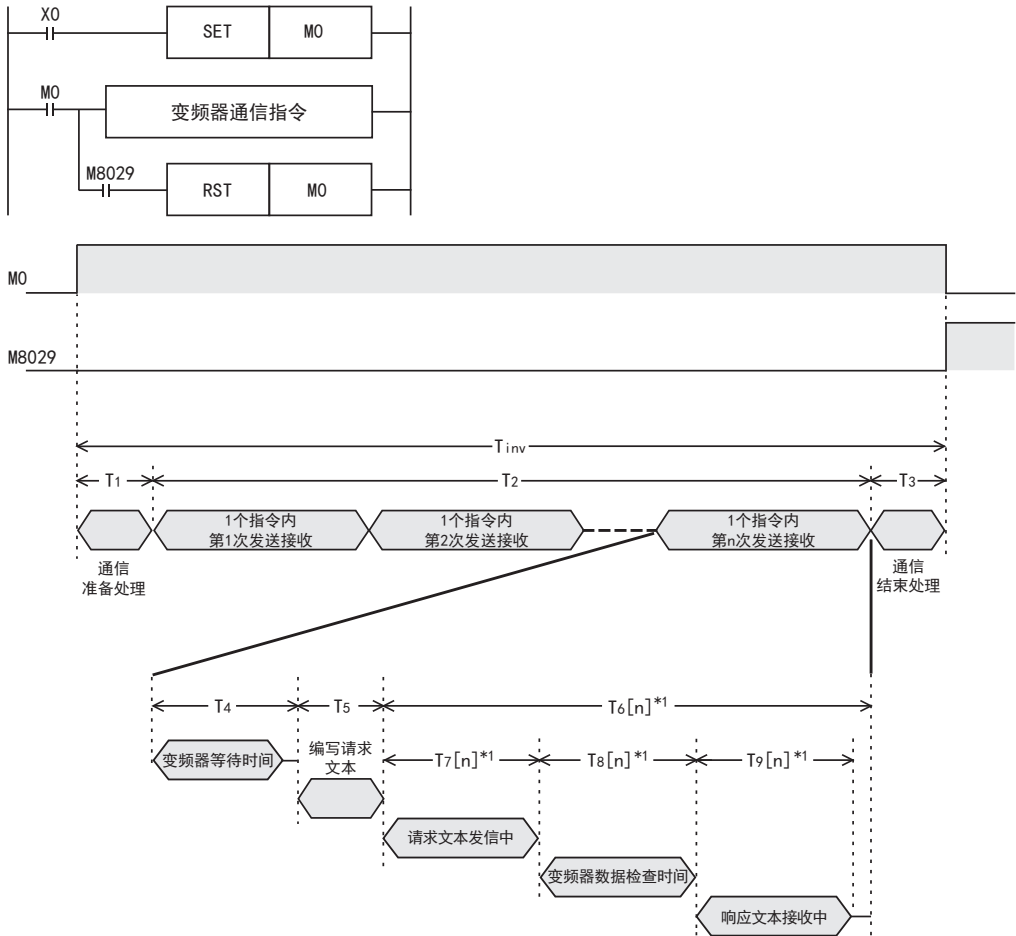 X0
SET M0
M0
变频器通信指令
M8029
RST M0
M0
M8029
Tinv
T1 T2 T3
1个指令内
第1次发送接收
1个指令内
第2次发送接收
1个指令内
第n次发送接收
通信
准备处理
通信
结束处理
T4 T5 T6[n]*1
变频器等待时间
编写请求
文本
T7[n]*1 T8[n]*1 T9[n]*1
请求文本发信中
变频器数据检查时间
响应文本接收中